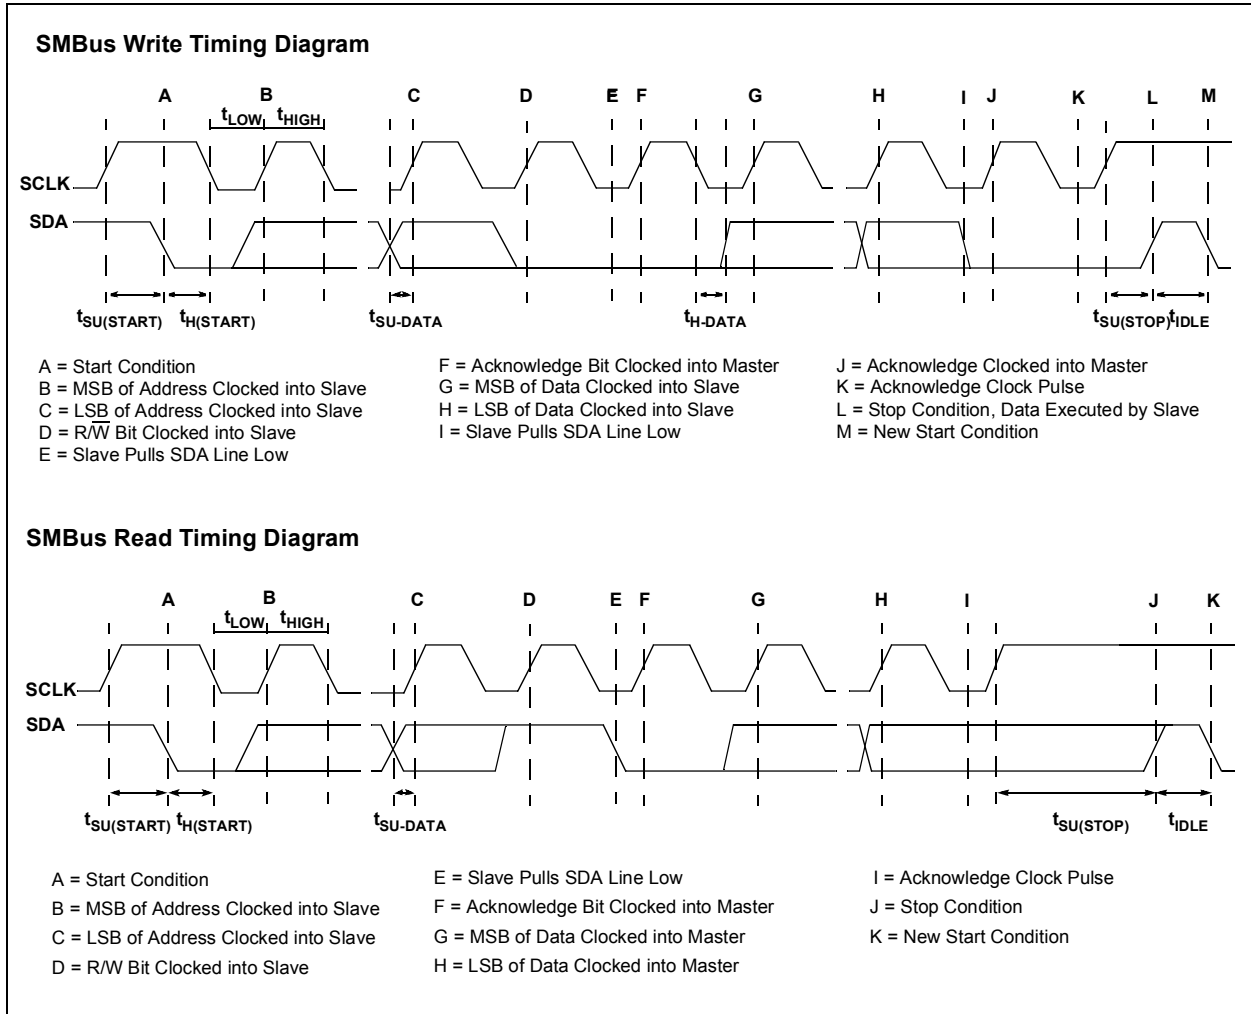 SMBus Write Timing Diagram
A B C D E F G H I J K L M
tLOW tHIGH
SCLK
SDA
tSU(START) tH(START) tSU-DATA tH-DATA tSU(STOP) tIDLE
A = Start Condition
B = MSB of Address Clocked into Slave
C = LSB of Address Clocked into Slave
D = R/W̅ Bit Clocked into Slave
E = Slave Pulls SDA Line Low
F = Acknowledge Bit Clocked into Master
G = MSB of Data Clocked into Slave
H = LSB of Data Clocked into Slave
I = Slave Pulls SDA Line Low
J = Acknowledge Clocked into Master
K = Acknowledge Clock Pulse
L = Stop Condition, Data Executed by Slave
M = New Start Condition
SMBus Read Timing Diagram
A B C D E F G H I J K
tLOW tHIGH
SCLK
SDA
tSU(START) tH(START) tSU-DATA tSU(STOP) tIDLE
A = Start Condition
B = MSB of Address Clocked into Slave
C = LSB of Address Clocked into Slave
D = R/W Bit Clocked into Slave
E = Slave Pulls SDA Line Low
F = Acknowledge Bit Clocked into Master
G = MSB of Data Clocked into Master
H = LSB of Data Clocked into Master
I = Acknowledge Clock Pulse
J = Stop Condition
K = New Start Condition